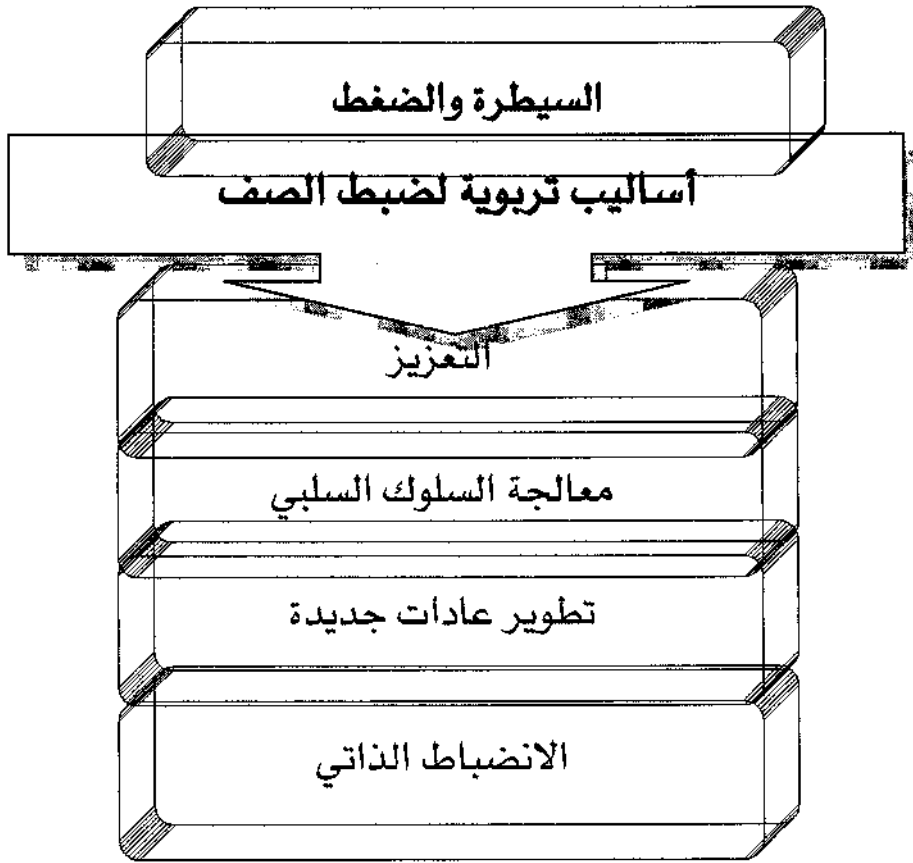 السيطرة والضغط
أساليب تربوية لضبط الصف
التعزيز
معالجة السلوك السلبي
تطوير عادات جديدة
الانضباط الذاتي